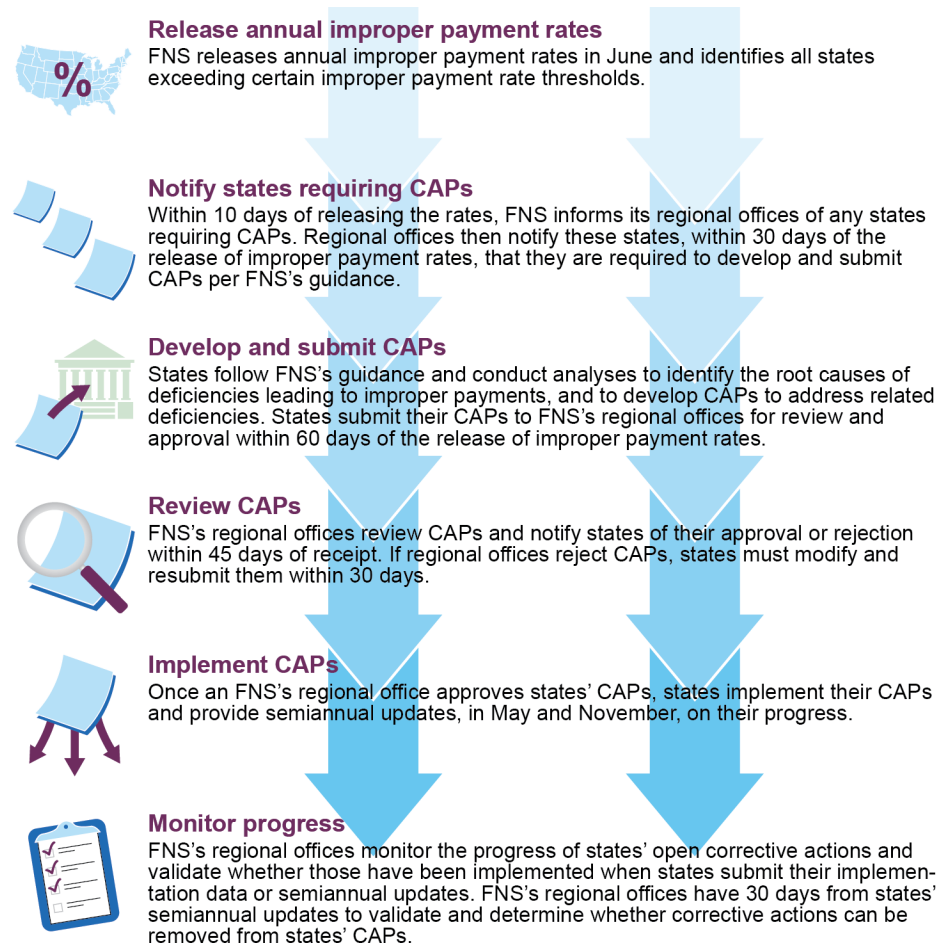 %
Release annual improper payment rates
FNS releases annual improper payment rates in June and identifies all states
exceeding certain improper payment rate thresholds.
Notify states requiring CAPs
Within 10 days of releasing the rates, FNS informs its regional offices of any states
requiring CAPs. Regional offices then notify these states, within 30 days of the
release of improper payment rates, that they are required to develop and submit
CAPs per FNS’s guidance.
Develop and submit CAPs
States follow FNS’s guidance and conduct analyses to identify the root causes of
deficiencies leading to improper payments, and to develop CAPs to address related
deficiencies. States submit their CAPs to FNS’s regional offices for review and
approval within 60 days of the release of improper payment rates.
Review CAPs
FNS’s regional offices review CAPs and notify states of their approval or rejection
within 45 days of receipt. If regional offices reject CAPs, states must modify and
resubmit them within 30 days.
Implement CAPs
Once an FNS’s regional office approves states’ CAPs, states implement their CAPs
and provide semiannual updates, in May and November, on their progress.
Monitor progress
FNS’s regional offices monitor the progress of states’ open corrective actions and
validate whether those have been implemented when states submit their implemen-
tation data or semiannual updates. FNS’s regional offices have 30 days from states’
semiannual updates to validate and determine whether corrective actions can be
removed from states’ CAPs.